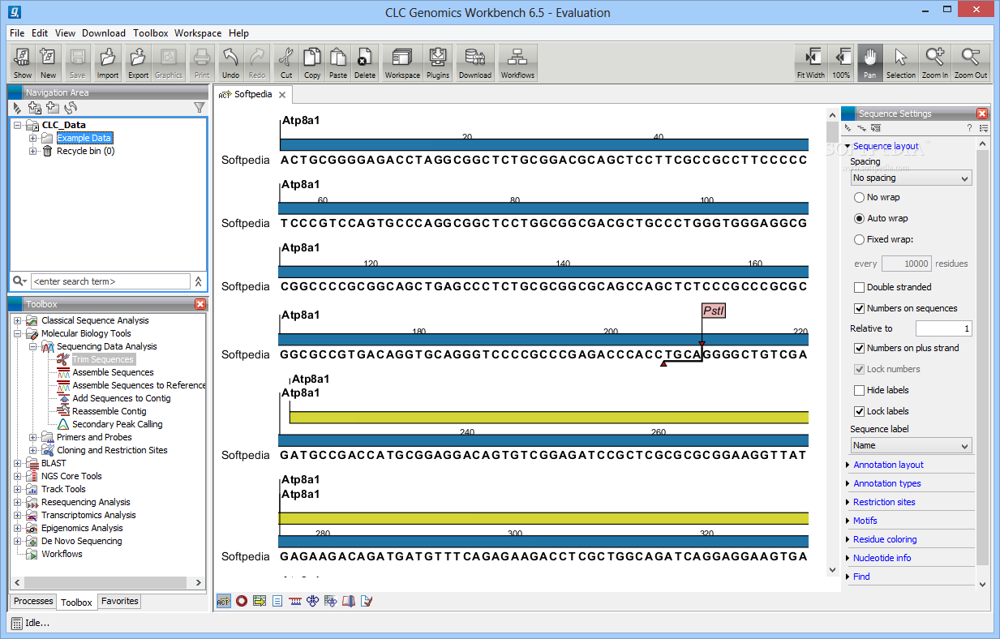 CLC Genomics Workbench 6.5 - Evaluation
File Edit View Download Toolbox Workspace Help
Show New Save Import Export Graphics Print Undo Redo Cut Copy Paste Delete Workspace Plugins Download Workflows Fit Width 100% Pan Selection Zoom In Zoom Out
Navigation Area
CLC_Data
Example Data
Recycle bin (0)
<enter search term>
Toolbox
Classical Sequence Analysis
Molecular Biology Tools
Sequencing Data Analysis
Trim Sequences
Assemble Sequences
Assemble Sequences to Reference
Add Sequences to Contig
Reassemble Contig
Secondary Peak Calling
Primers and Probes
Cloning and Restriction Sites
BLAST
NGS Core Tools
Track Tools
Resequencing Analysis
Transcriptomics Analysis
Epigenomics Analysis
De Novo Sequencing
Workflows
Processes Toolbox Favorites
Idle...
ACT Softpedia
Atp8a1
20 40
Softpedia ACTGCGGGGAGACCTAGGCGGCTCTGCGGACGCAGCTCCTTCGCCGCCTTCCCCC
Atp8a1
60 80 100
Softpedia TCCCGTCCAGTGCCCAGGCGGCTCCTGGCGGCGACGCTGCCCTGGGTGGGAGGCG
Atp8a1
120 140 160
Softpedia CGGCCCCGCGGCAGCTGAGCCCTCTGCGCGGCGCAGCCAGCTCTCCCGCCCGCGC
Atp8a1
PstI
180 200 220
Softpedia GGCGCCGTGACAGGTGCAGGGTCCCCGCCCGAGACCCACCTGCAGGGGCTGTCGA
Atp8a1
Atp8a1
240 260
Softpedia GATGCCGACCATGCGGAGGACAGTGTCGGAGATCCGCTCGCGCGCGGAAGGTTAT
Atp8a1
Atp8a1
280 300 320
Softpedia GAGAAGACAGATGATGTTTCAGAGAAGACCTCGCTGGCAGATCAGGAGGAAGTGA
ACT
Sequence Settings
SOFTPEDIA
www.softpedia.com
Sequence layout
Spacing
No spacing
No wrap
Auto wrap
Fixed wrap:
every 10000 residues
Double stranded
Numbers on sequences
Relative to 1
Numbers on plus strand
Lock numbers
Hide labels
Lock labels
Sequence label
Name
Annotation layout
Annotation types
Restriction sites
Motifs
Residue coloring
Nucleotide info
Find